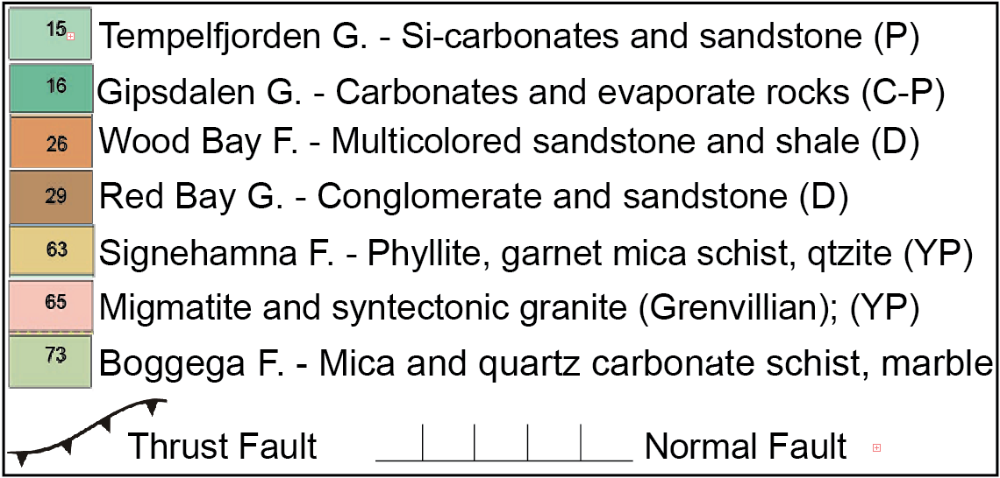 15 Tempelfjorden G. - Si-carbonates and sandstone (P)
16 Gipsdalen G. - Carbonates and evaporate rocks (C-P)
26 Wood Bay F. - Multicolored sandstone and shale (D)
29 Red Bay G. - Conglomerate and sandstone (D)
63 Signehamna F. - Phyllite, garnet mica schist, qtzite (YP)
65 Migmatite and syntectonic granite (Grenvillian); (YP)
73 Boggega F. - Mica and quartz carbonate schist, marble
Thrust Fault Normal Fault